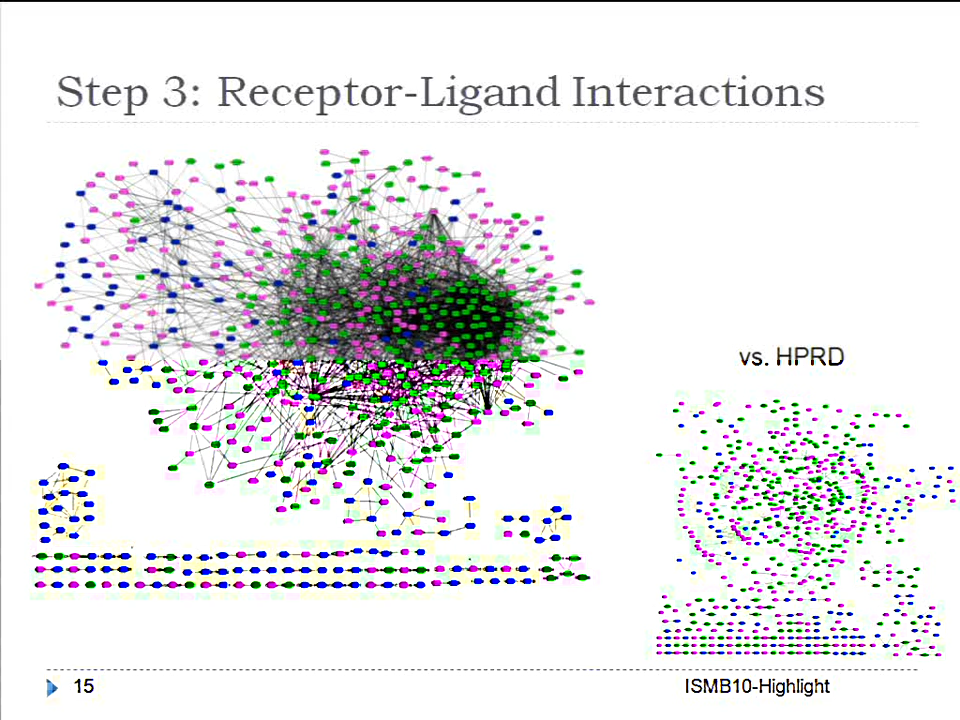 Step 3: Receptor-Ligand Interactions
vs. HPRD
15
ISMB10-Highlight